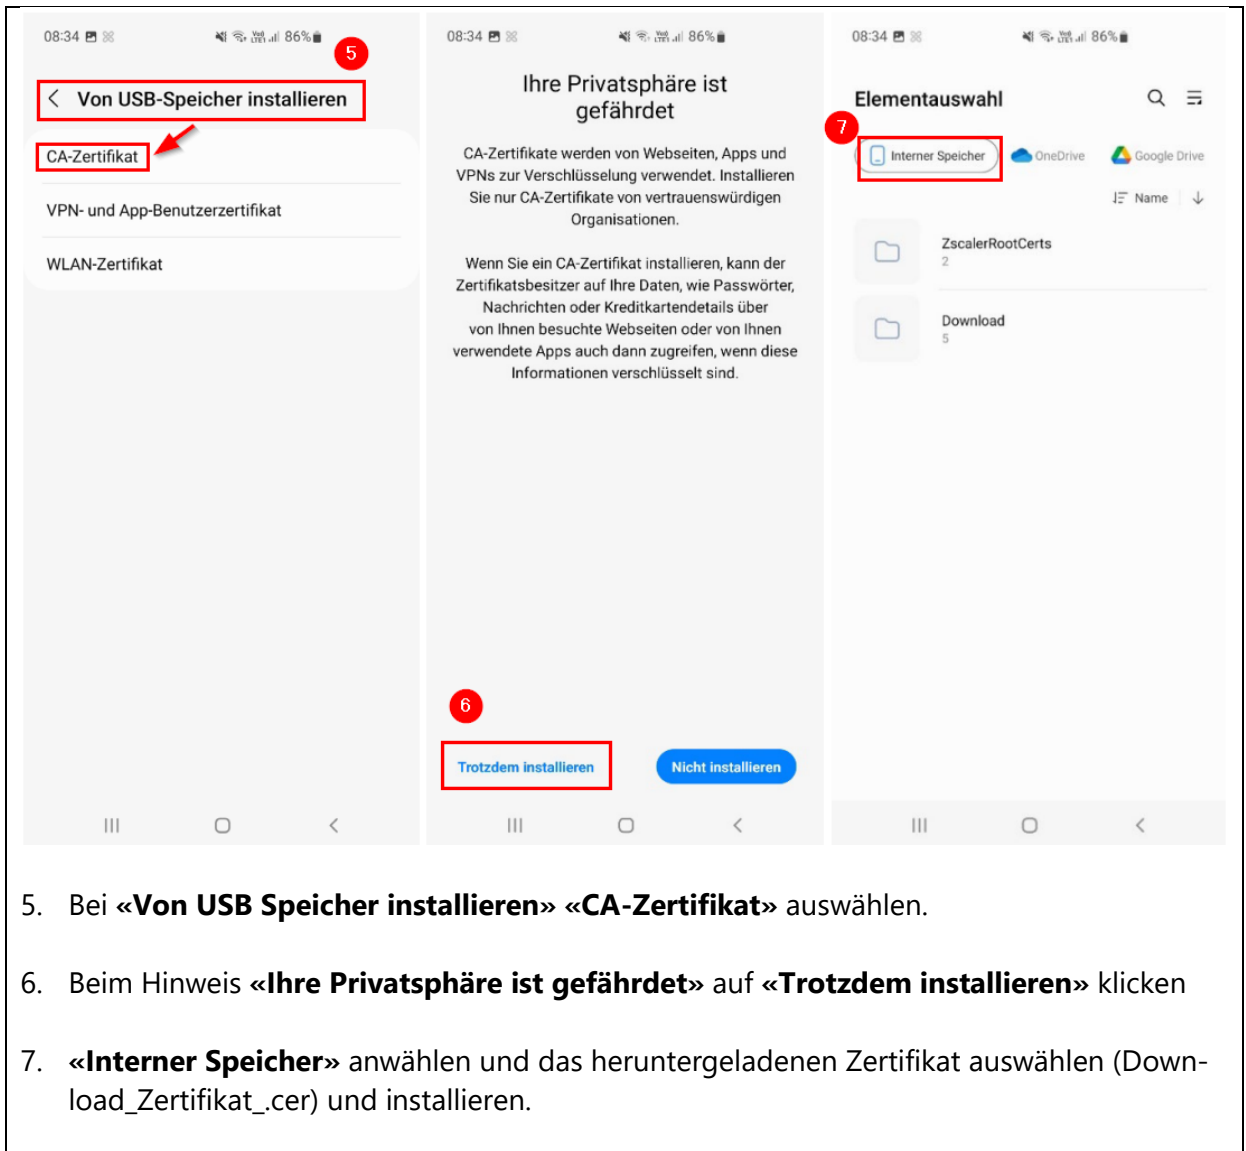 08:34 86%
5
Von USB-Speicher installieren
CA-Zertifikat
VPN- und App-Benutzerzertifikat
WLAN-Zertifikat
08:34 86%
Ihre Privatsphäre ist
gefährdet
CA-Zertifikate werden von Webseiten, Apps und
VPNs zur Verschlüsselung verwendet. Installieren
Sie nur CA-Zertifikate von vertrauenswürdigen
Organisationen.
Wenn Sie ein CA-Zertifikat installieren, kann der
Zertifikatsbesitzer auf Ihre Daten, wie Passwörter,
Nachrichten oder Kreditkartendetails über
von Ihnen besuchte Webseiten oder von Ihnen
verwendete Apps auch dann zugreifen, wenn diese
Informationen verschlüsselt sind.
6
Trotzdem installieren
Nicht installieren
08:34 86%
Elementauswahl
7
Interner Speicher
OneDrive
Google Drive
Name
ZscalerRootCerts
2
Download
5
5. Bei «Von USB Speicher installieren» «CA-Zertifikat» auswählen.
6. Beim Hinweis «Ihre Privatsphäre ist gefährdet» auf «Trotzdem installieren» klicken
7. «Interner Speicher» anwählen und das heruntergeladenen Zertifikat auswählen (Down-
load_Zertifikat_.cer) und installieren.